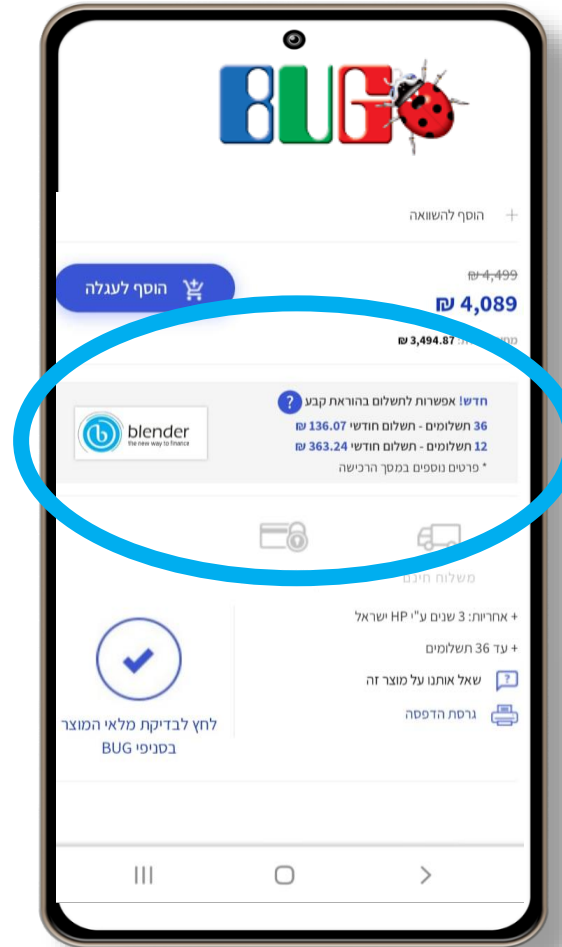 BUG
הוסף להשוואה
₪ 4,499
₪ 4,089
הוסף לעגלה
3,494.87 ₪
חדש! אפשרות לתשלום בהוראת קבע ?
36 תשלומים - תשלום חודשי 136.07 ₪
12 תשלומים - תשלום חודשי 363.24 ₪
* פרטים נוספים במסך הרכישה
b blender
the new way to finance
משלוח חינם
+ אחריות: 3 שנים ע"י HP ישראל
+ עד 36 תשלומים
שאל אותנו על מוצר זה
גרסת הדפסה
לחץ לבדיקת מלאי המוצר
בסניפי BUG